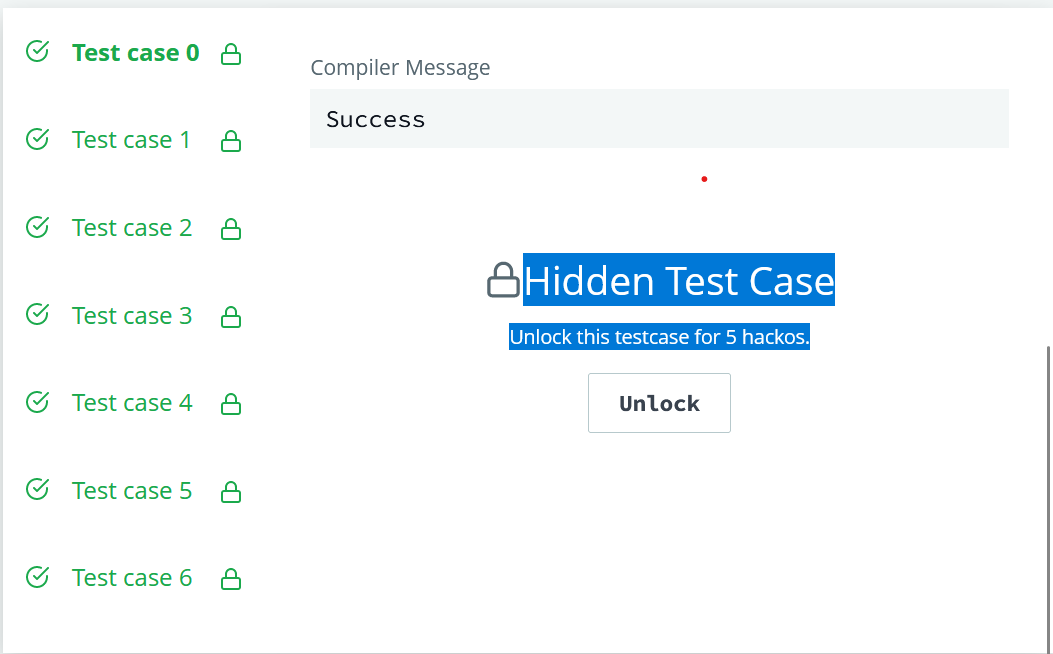 Test case 0
Test case 1
Test case 2
Test case 3
Test case 4
Test case 5
Test case 6
Compiler Message
Success
Hidden Test Case
Unlock this testcase for 5 hackos.
Unlock